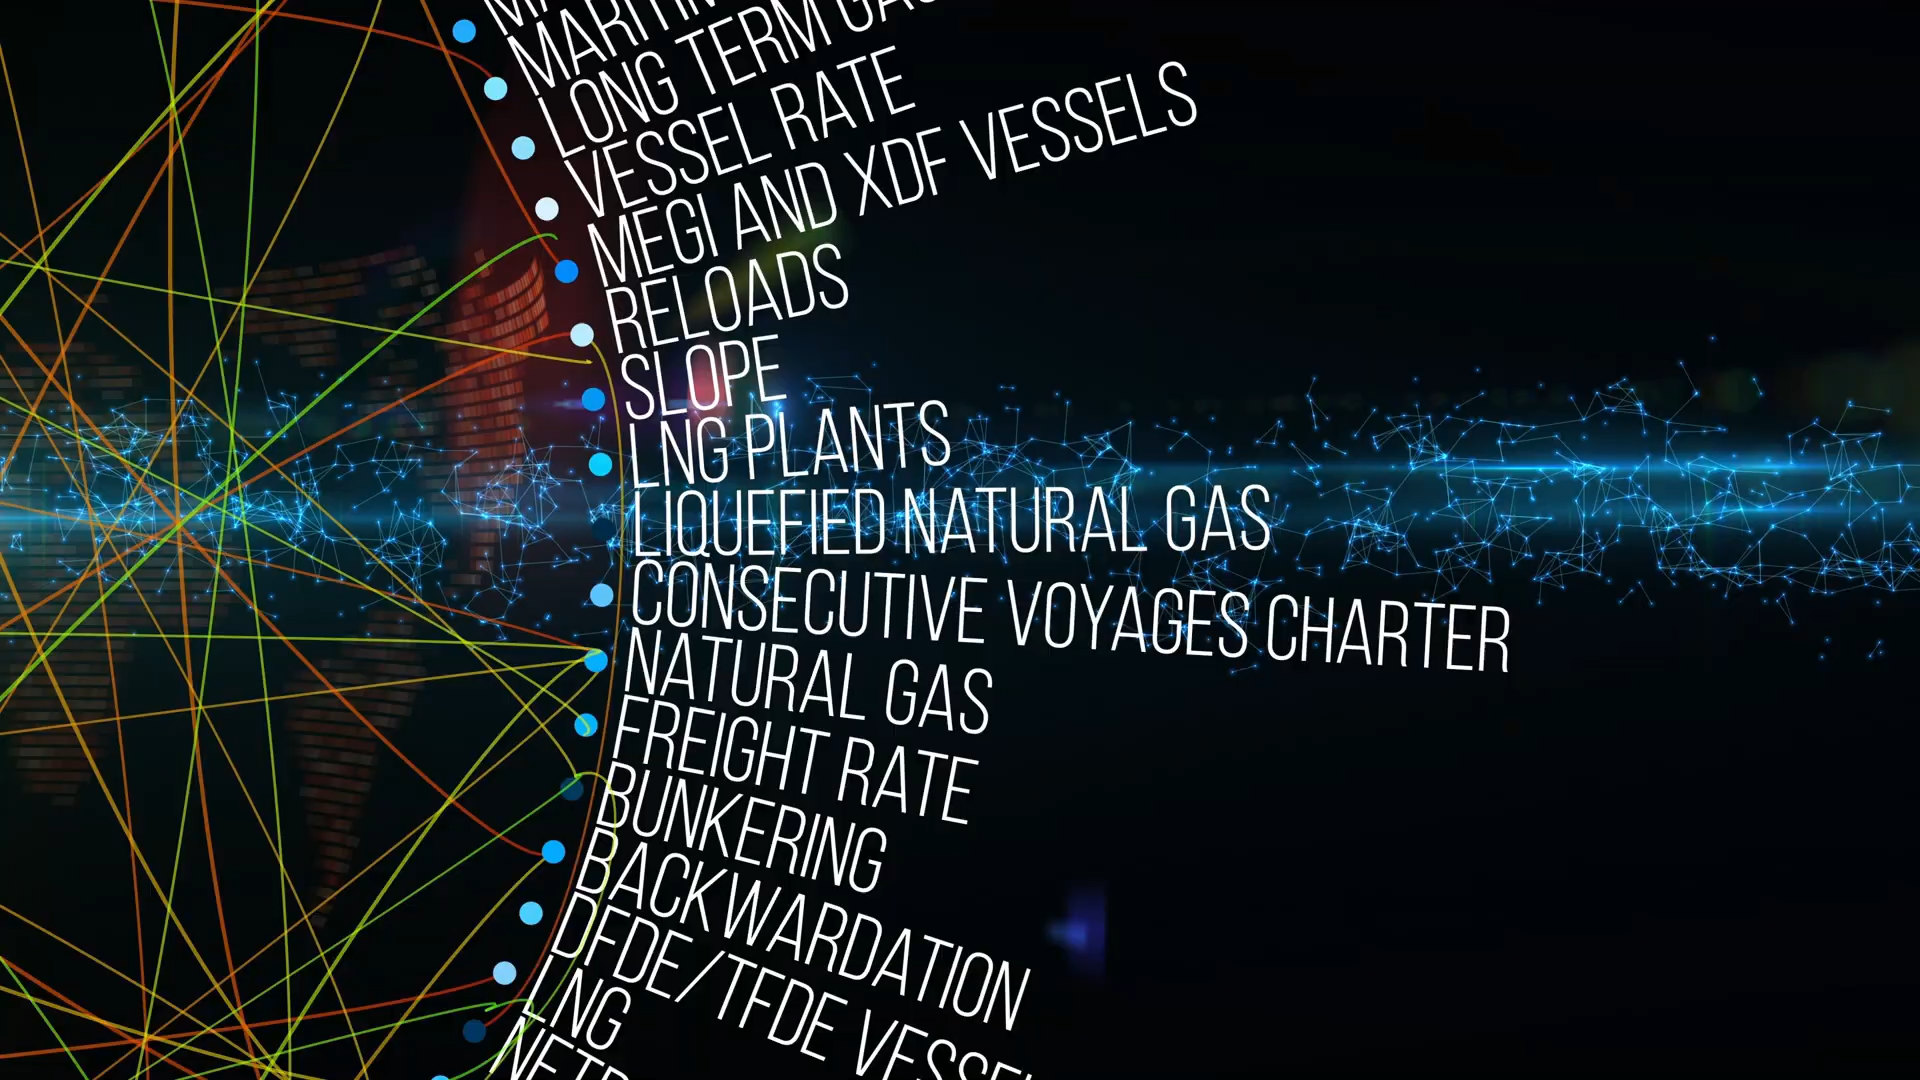 LONG TERM
VESSEL RATE
MEGI AND XDF VESSELS
RELOADS
SLOPE
LNG PLANTS
LIQUEFIED NATURAL GAS
CONSECUTIVE VOYAGES CHARTER
NATURAL GAS
FREIGHT RATE
BUNKERING
BACKWARDATION
DFDE/TFDE
LNG